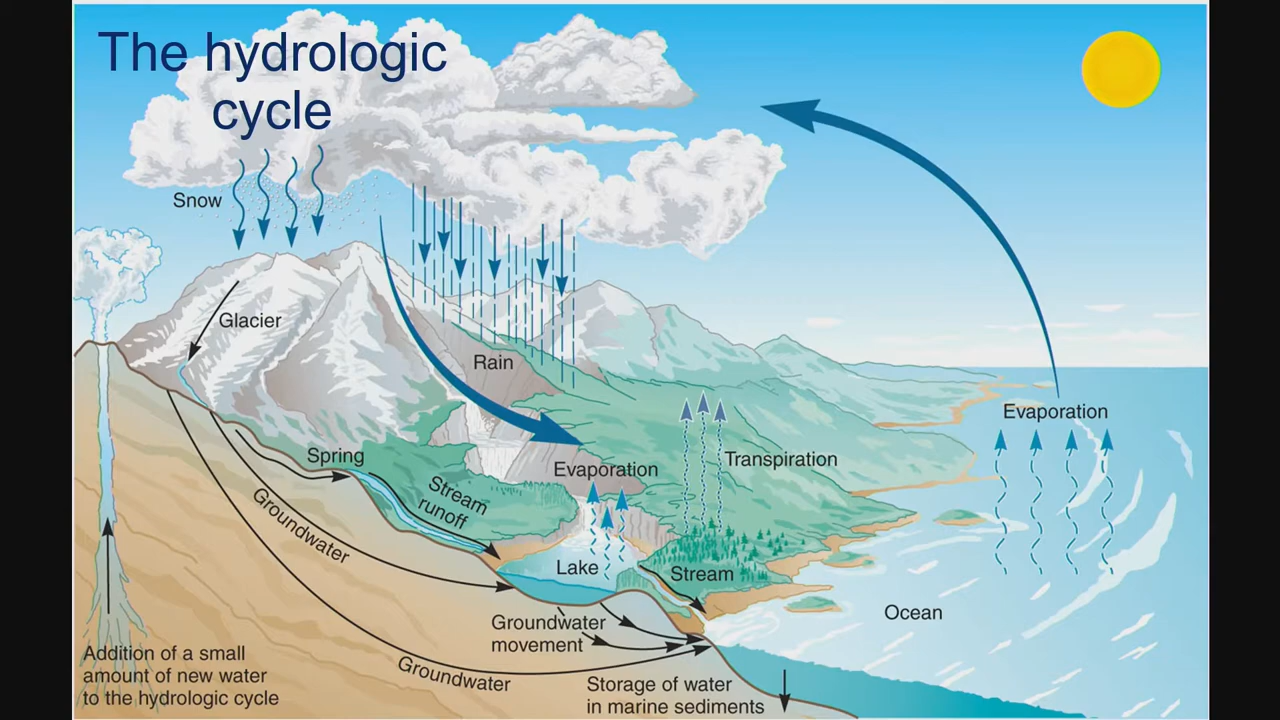 The hydrologic
cycle
Snow
Glacier
Rain
Evaporation
Spring
Stream
runoff
Evaporation
Transpiration
Groundwater
Lake
Stream
Ocean
Groundwater
movement
Groundwater
Addition of a small
amount of new water
to the hydrologic cycle
Storage of water
in marine sediments